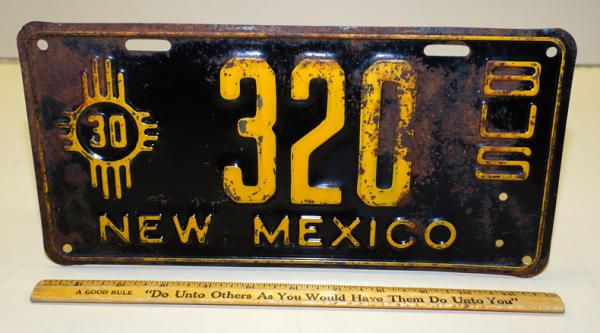 30
320
BUS
NEW MEXICO
A GOOD RULE "Do Unto Others As You Would Have Them Do Unto You"